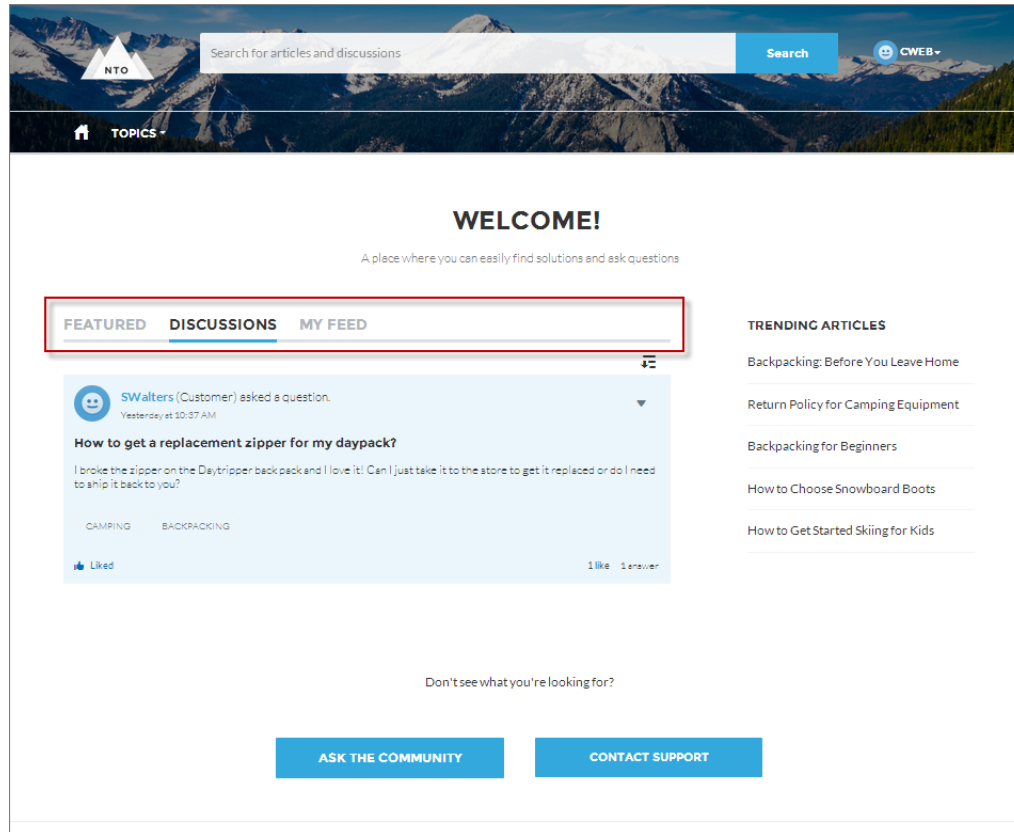 NTO
Search for articles and discussions
Search
CWEB
TOPICS
WELCOME!
A place where you can easily find solutions and ask questions
FEATURED DISCUSSIONS MY FEED
SWalters (Customer) asked a question.
Yesterday at 10:37 AM
How to get a replacement zipper for my daypack?
I broke the zipper on the Daytripper back pack and I love it! Can I just take it to the store to get it replaced or do I need
to ship it back to you?
CAMPING BACKPACKING
Liked
1 like 1 answer
TRENDING ARTICLES
Backpacking: Before You Leave Home
Return Policy for Camping Equipment
Backpacking for Beginners
How to Choose Snowboard Boots
How to Get Started Skiing for Kids
Don't see what you're looking for?
ASK THE COMMUNITY
CONTACT SUPPORT